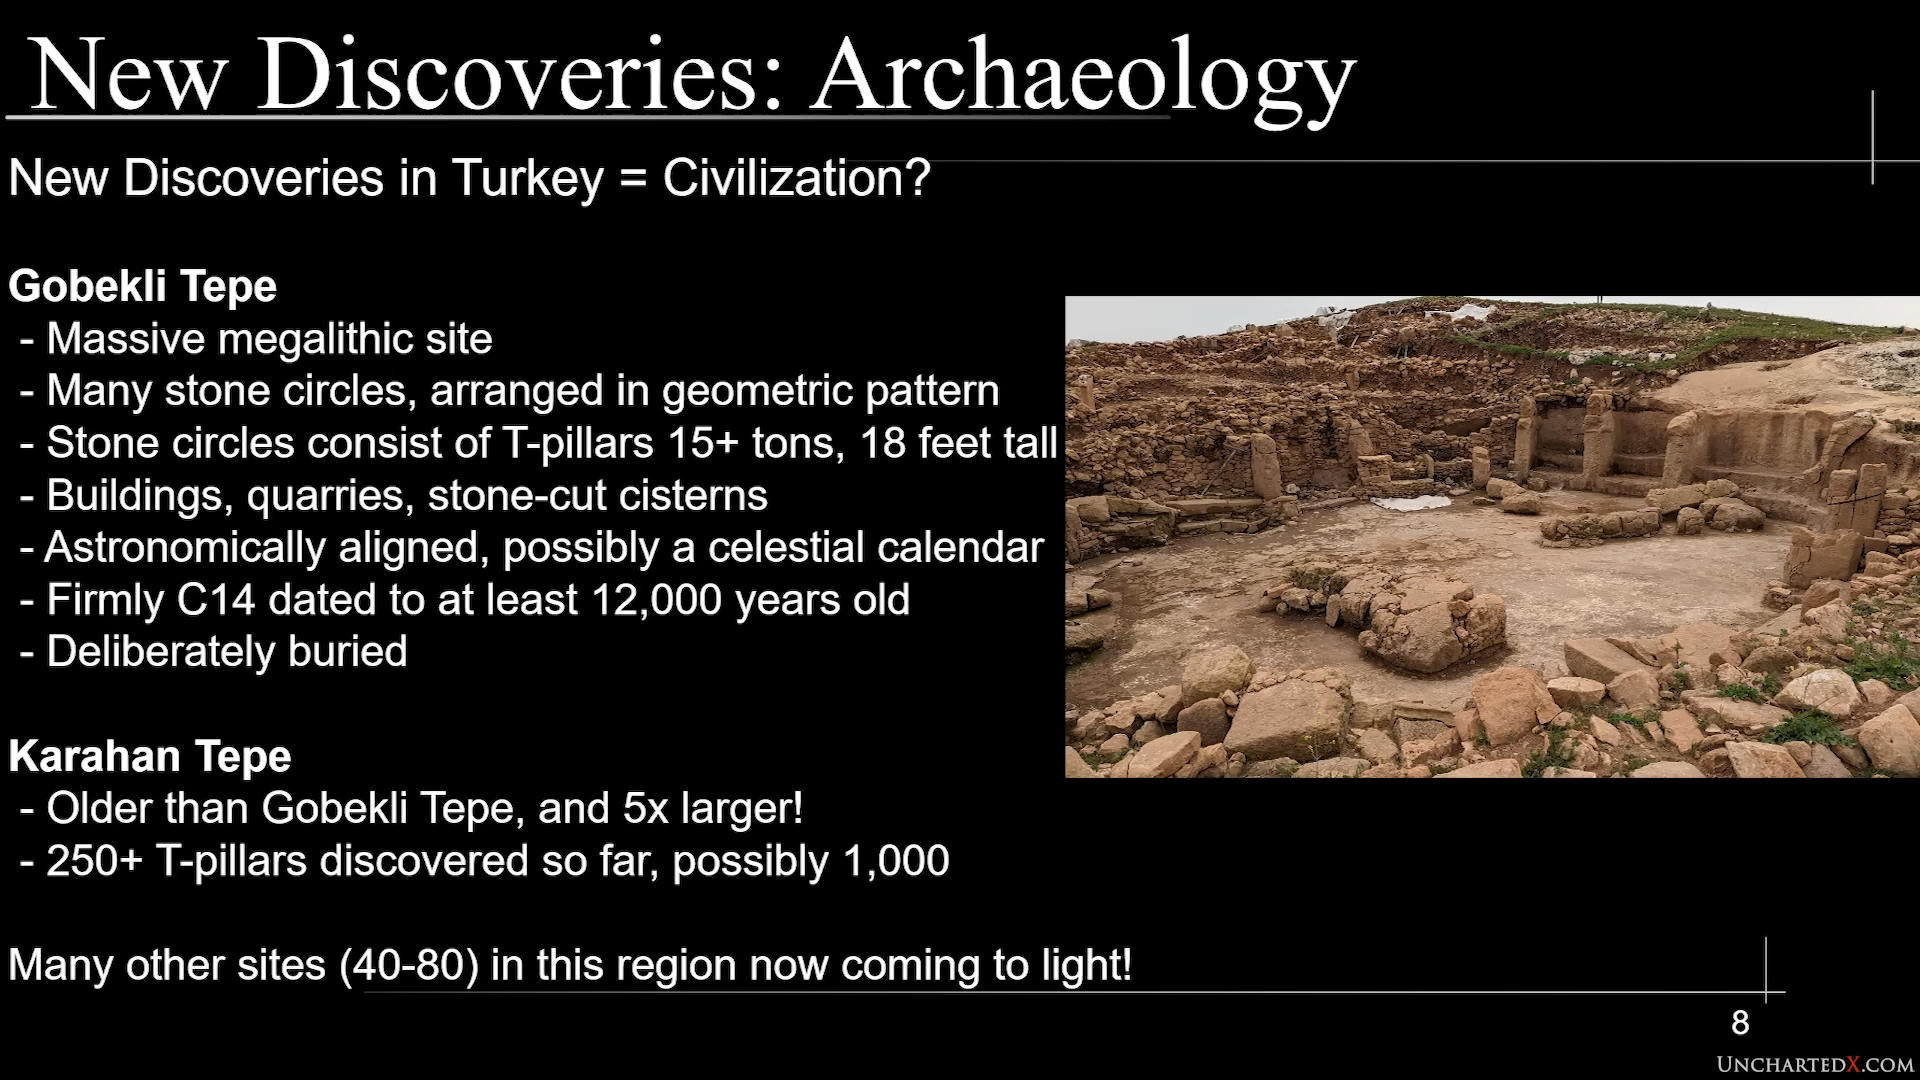 New Discoveries: Archaeology
New Discoveries in Turkey = Civilization?
Gobekli Tepe
- Massive megalithic site
- Many stone circles, arranged in geometric pattern
- Stone circles consist of T-pillars 15+ tons, 18 feet tall
- Buildings, quarries, stone-cut cisterns
- Astronomically aligned, possibly a celestial calendar
- Firmly C14 dated to at least 12,000 years old
- Deliberately buried
Karahan Tepe
- Older than Gobekli Tepe, and 5x larger!
- 250+ T-pillars discovered so far, possibly 1,000
Many other sites (40-80) in this region now coming to light!
8
UNCHARTEDX.COM